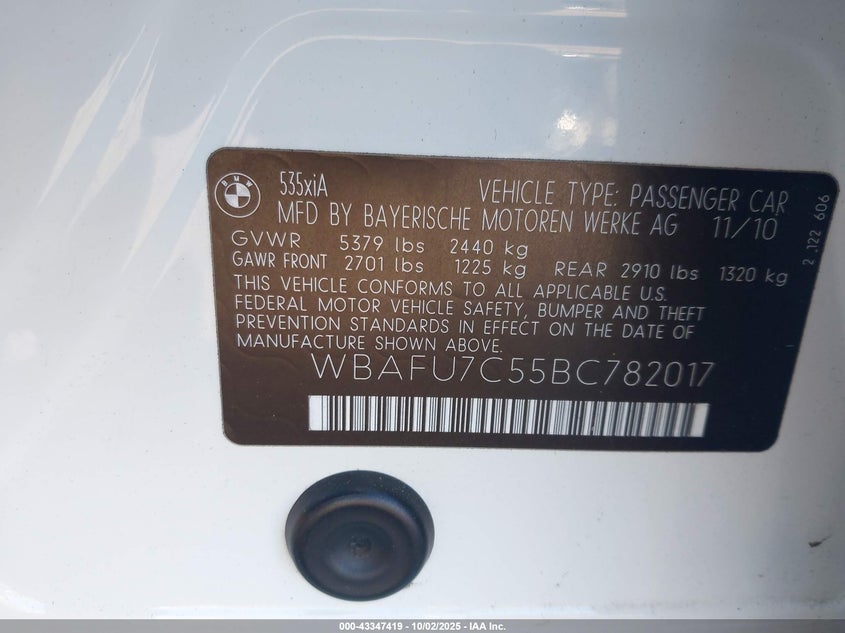 BMW
535xiA
VEHICLE TYPE: PASSENGER CAR
MFD BY BAYERISCHE MOTOREN WERKE AG 11/10
GVWR 5379 lbs 2440 kg
GAWR FRONT 2701 lbs 1225 kg REAR 2910 lbs 1320 kg
THIS VEHICLE CONFORMS TO ALL APPLICABLE U.S.
FEDERAL MOTOR VEHICLE SAFETY, BUMPER AND THEFT
PREVENTION STANDARDS IN EFFECT ON THE DATE OF
MANUFACTURE SHOWN ABOVE.
WBAFU7C55BC782017
2 122 606
000-43347419 - 10/02/2025 - IAA Inc.